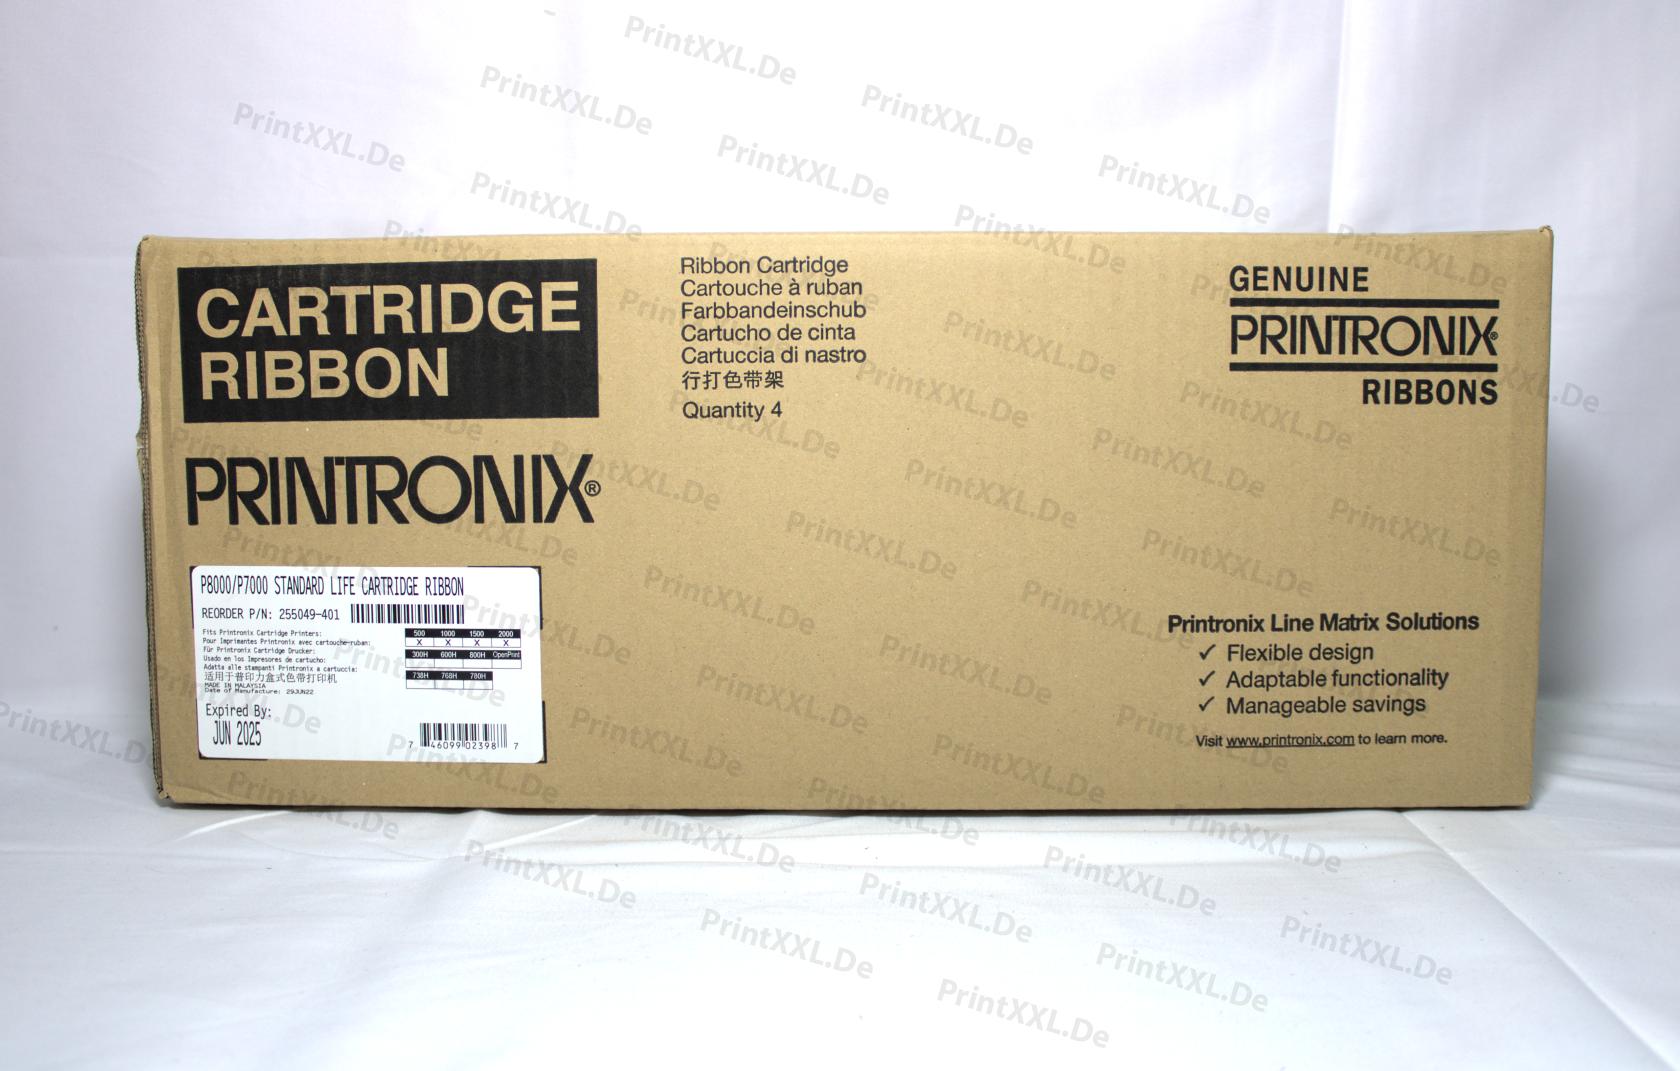 CARTRIDGE
RIBBON
PRINTRONIX®
Ribbon Cartridge
Cartouche à ruban
Farbbandeinschub
Cartucho de cinta
Cartuccia di nastro
行打色带架
Quantity 4
GENUINE
PRINTRONIX®
RIBBONS
P8000/P7000 STANDARD LIFE CARTRIDGE RIBBON
REORDER P/N: 255049-401
Fits Printronix Cartridge Printers:
Pour Imprimantes Printronix avec cartouche-ruban:
Für Printronix Cartridge Drucker:
Usado en los Impresores de cartucho:
Adatta alle stampanti Printronix a cartuccia:
适用于普印力盒式色带打印机
MADE IN MALAYSIA
Date of Manufacture: 29JUN22
500 1000 1500 2000
X X X X
300H 600H 800H OpenPrint
738H 768H 780H
Expired By:
JUN 2025
7 46099 02398 7
Printronix Line Matrix Solutions
✓ Flexible design
✓ Adaptable functionality
✓ Manageable savings
Visit www.printronix.com to learn more.
PrintXXL.De